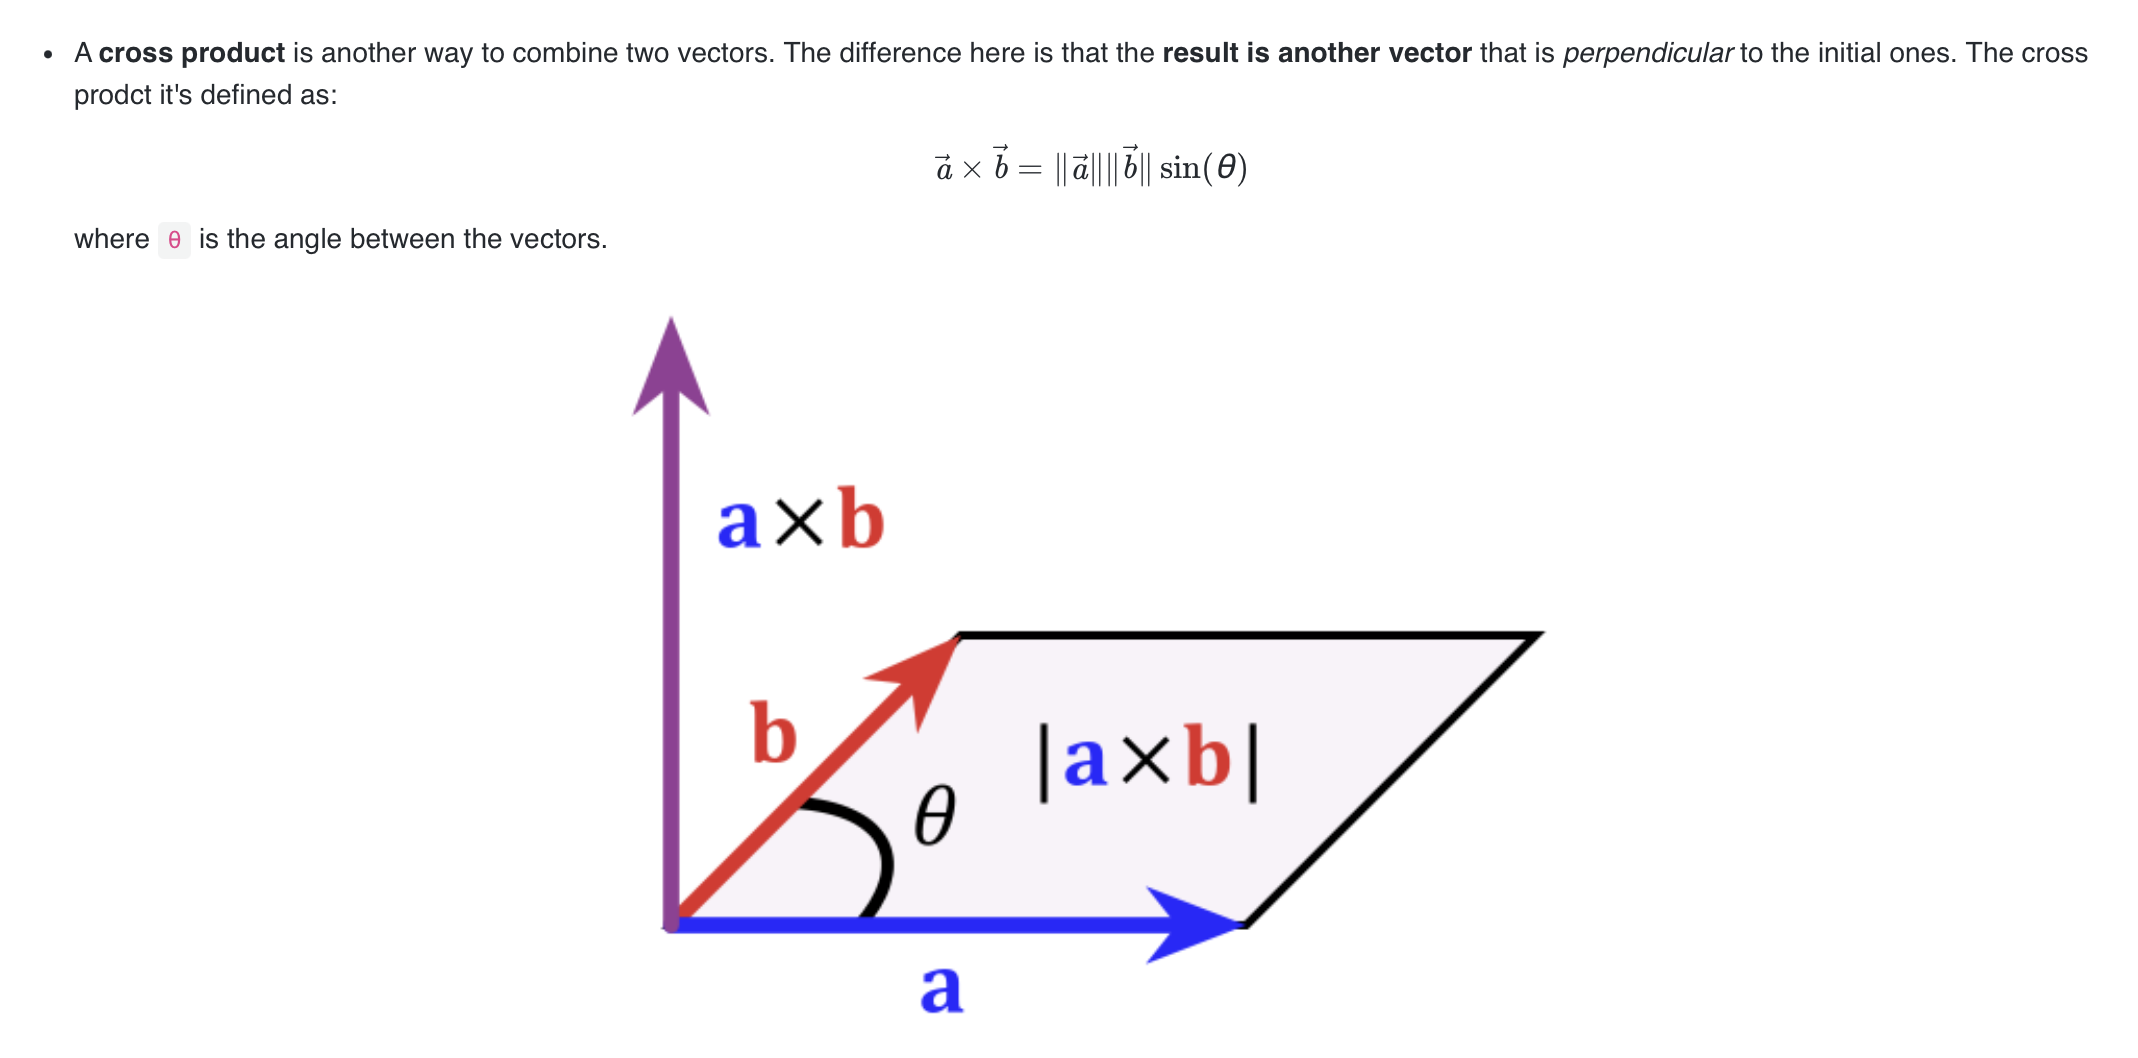 • A cross product is another way to combine two vectors. The difference here is that the result is another vector that is perpendicular to the initial ones. The cross
prodct it's defined as:
$\vec{a} \times \vec{b} = \|\vec{a}\| \|\vec{b}\| \sin(\theta)$
where θ is the angle between the vectors.
a×b
b
|a×b|
θ
a